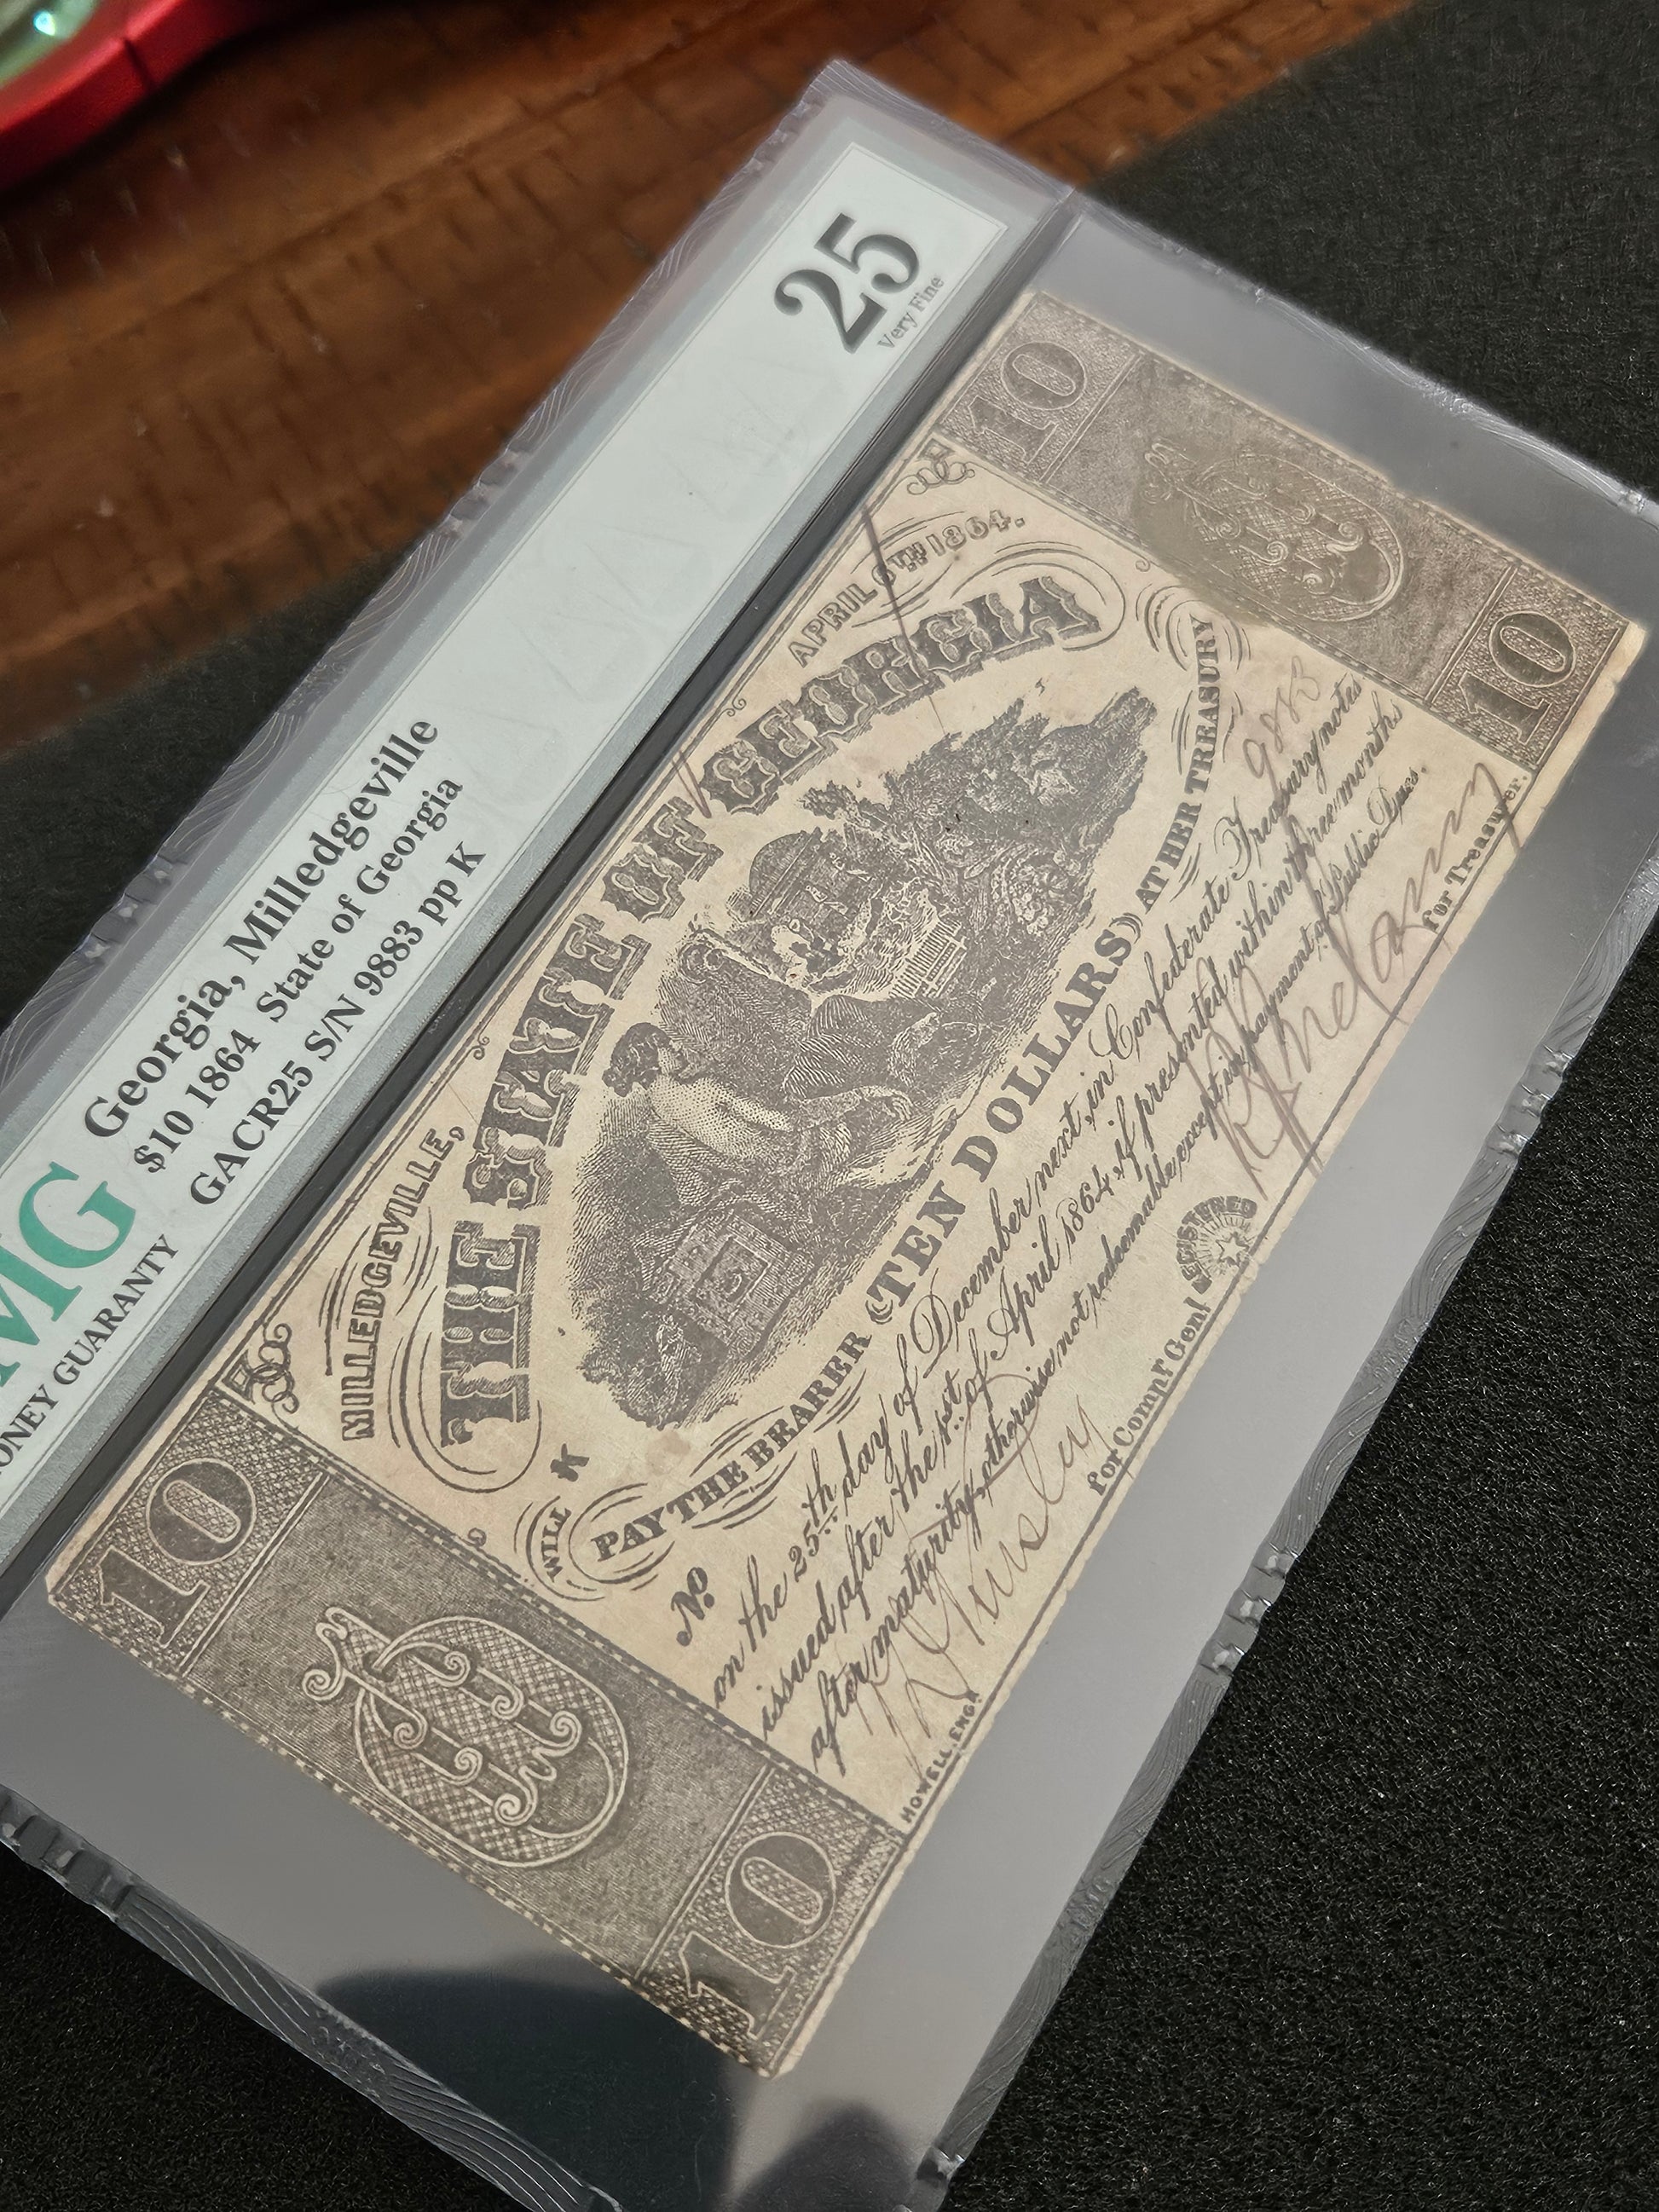 Georgia, Milledgeville
$10 1864 State of Georgia
GACR25 S/N 9883 pp K
MG
ONEY GUARANTY
25
Very Fine
10
10
MILLEDGEVILLE,
APRIL 6TH 1864.
THE STATE OF GEORGIA
K
WILL PAY THE BEARER (TEN DOLLARS) AT HER TREASURY
No 9883
on the 25th day of December next, in Confederate Treasury notes
issued after the 1st of April 1864, if presented within three months
after maturity, otherwise not redeemable except in payment of Public Dues.
REGISTERED
for Compr Genl
for Treasurer.
HOWELL, ENG.
10
10